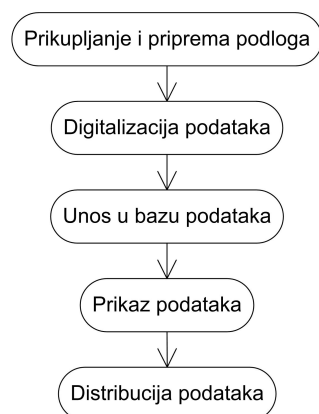 Prikupljanje i priprema podloga
Digitalizacija podataka
Unos u bazu podataka
Prikaz podataka
Distribucija podataka